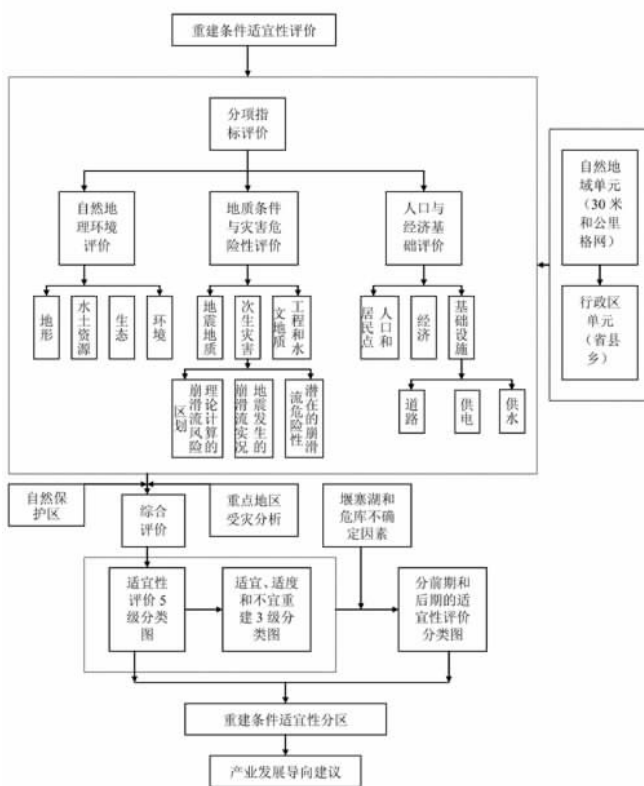 重建条件适宜性评价
分项指
标评价
自然地
理环境
评价
地质条件
与灾害危
险性评价
人口与
经济基
础评价
自然地
域单元
（30 米
和公里
格网）
行政区
单元
（省县
乡）
地形
水土资源
生态
环境
地震地质
次生灾害
工程和水
文地质
人口和
居民点
经济
基础设施
理论计算的
崩滑流风险
区划
地震发生的
崩滑流实况
潜在的崩滑
流危险性
道路
供电
供水
自然保
护区
综合
评价
重点地区
受灾分析
堰塞湖和
危库不确
定因素
适宜性
评价 5
级分类
图
适宜、适度
和不宜重
建 3 级分
类图
分前期和
后期的适
宜性评价
分类图
重建条件适宜性分区
产业发展导向建议